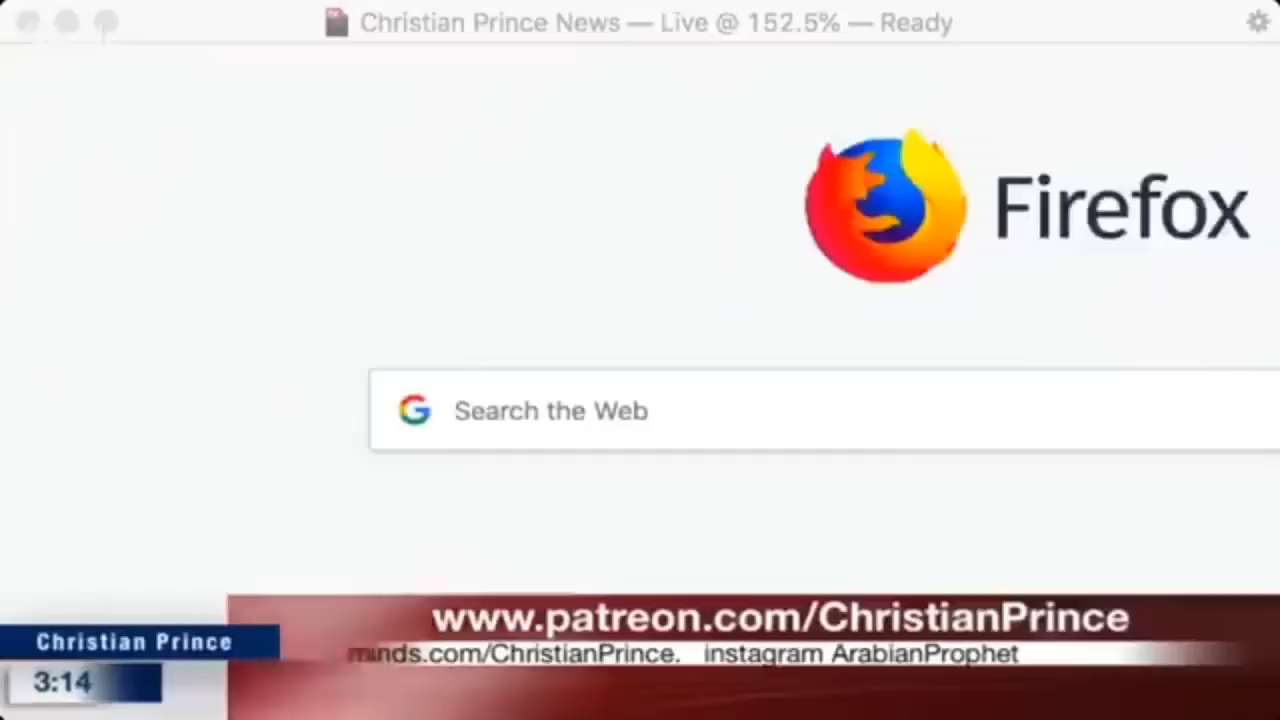 Christian Prince News — Live @ 152.5% — Ready
Firefox
Search the Web
www.patreon.com/ChristianPrince
Christian Prince
minds.com/ChristianPrince. instagram ArabianProphet
3:14